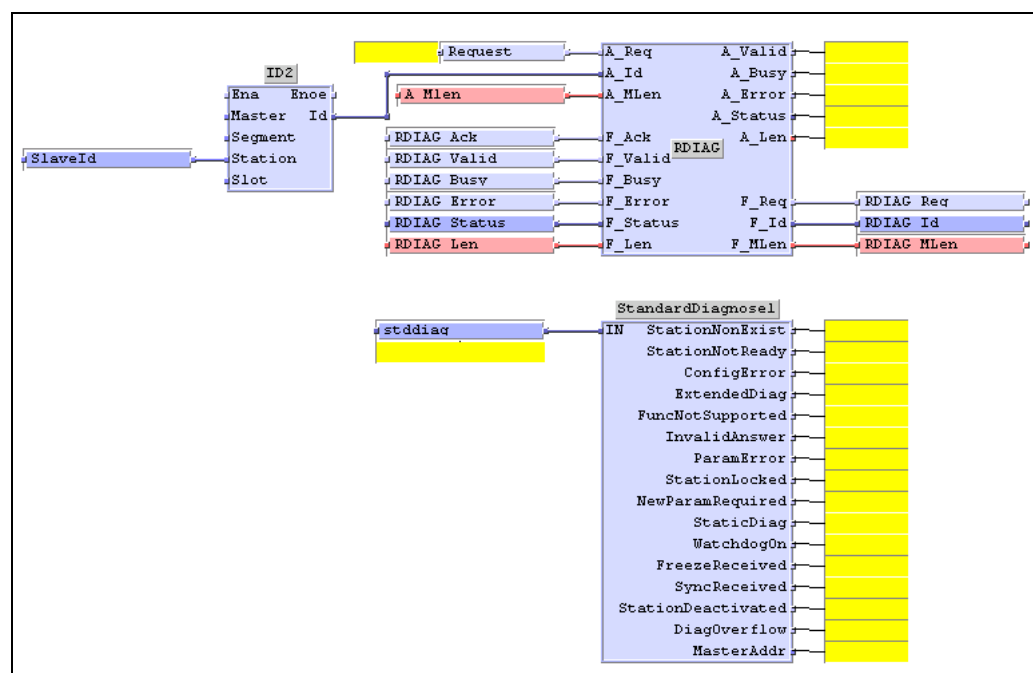 Request
A_Req
A_Valid
ID2
A_Id
A_Busy
Ena
Enoe
A Mlen
A_MLen
A_Error
Master
Id
A_Status
Segment
RDIAG Ack
F_Ack
RDIAG
A_Len
SlaveId
Station
RDIAG Valid
F_Valid
Slot
RDIAG Busy
F_Busy
RDIAG Error
F_Error
F_Req
RDIAG Req
RDIAG Status
F_Status
F_Id
RDIAG Id
RDIAG Len
F_Len
F_MLen
RDIAG MLen
StandardDiagnose1
stddiag
IN
StationNonExist
StationNotReady
ConfigError
ExtendedDiag
FuncNotSupported
InvalidAnswer
ParamError
StationLocked
NewParamRequired
StaticDiag
WatchdogOn
FreezeReceived
SyncReceived
StationDeactivated
DiagOverflow
MasterAddr